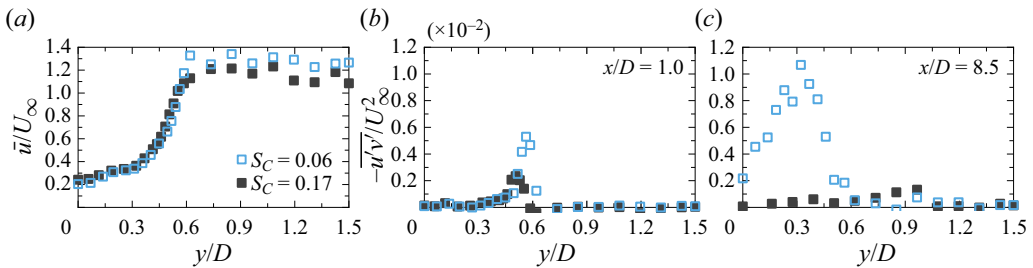 (a)
1.4
1.2
1.0
0.8
0.6
0.4
0.2
ū/U∞
0 0.3 0.6 0.9 1.2 1.5
y/D
S_C = 0.06
S_C = 0.17
(b) (×10⁻²)
1.2
1.0
0.8
0.6
0.4
0.2
−u′v′/U²∞
x/D = 1.0
0 0.3 0.6 0.9 1.2 1.5
y/D
(c)
1.2
1.0
0.8
0.6
0.4
0.2
x/D = 8.5
0 0.3 0.6 0.9 1.2 1.5
y/D